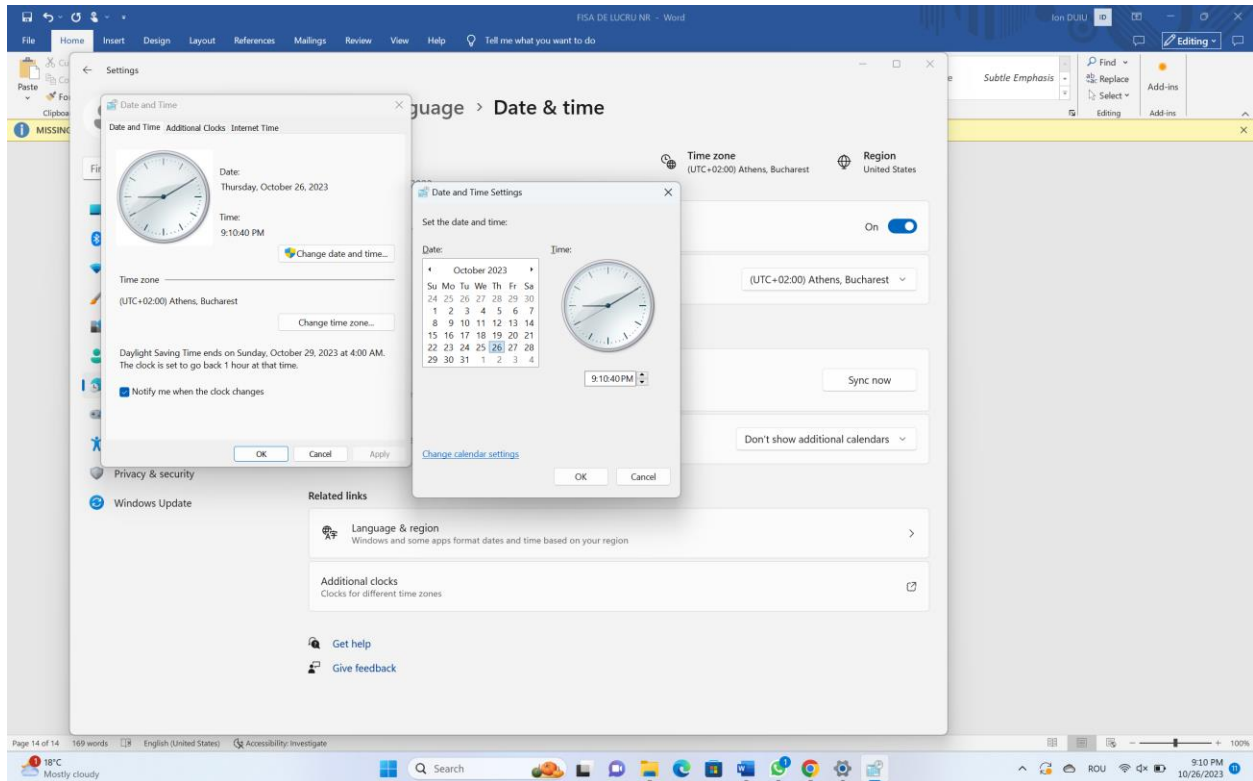 FISA DE LUCRU NR - Word
Ion DUIU ID
File Home Insert Design Layout References Mailings Review View Help Tell me what you want to do
Editing
Paste
Clipboa
Subtle Emphasis
Find
Replace
Select
Editing
Add-ins
Add-ins
MISSING
Settings
guage > Date & time
Time zone
(UTC+02:00) Athens, Bucharest
Region
United States
On
(UTC+02:00) Athens, Bucharest
Sync now
Don't show additional calendars
Privacy & security
Windows Update
Related links
Language & region
Windows and some apps format dates and time based on your region
Additional clocks
Clocks for different time zones
Get help
Give feedback
Date and Time
Date and Time Additional Clocks Internet Time
Date:
Thursday, October 26, 2023
Time:
9:10:40 PM
Change date and time...
Time zone
(UTC+02:00) Athens, Bucharest
Change time zone...
Daylight Saving Time ends on Sunday, October 29, 2023 at 4:00 AM.
The clock is set to go back 1 hour at that time.
Notify me when the clock changes
OK Cancel Apply
Date and Time Settings
Set the date and time:
Date: Time:
October 2023
Su Mo Tu We Th Fr Sa
24 25 26 27 28 29 30
1 2 3 4 5 6 7
8 9 10 11 12 13 14
15 16 17 18 19 20 21
22 23 24 25 26 27 28
29 30 31 1 2 3 4
9:10:40 PM
Change calendar settings
OK Cancel
Page 14 of 14 169 words English (United States) Accessibility: Investigate 100%
1 18°C
Mostly cloudy
Search
ROU
9:10 PM
10/26/2023